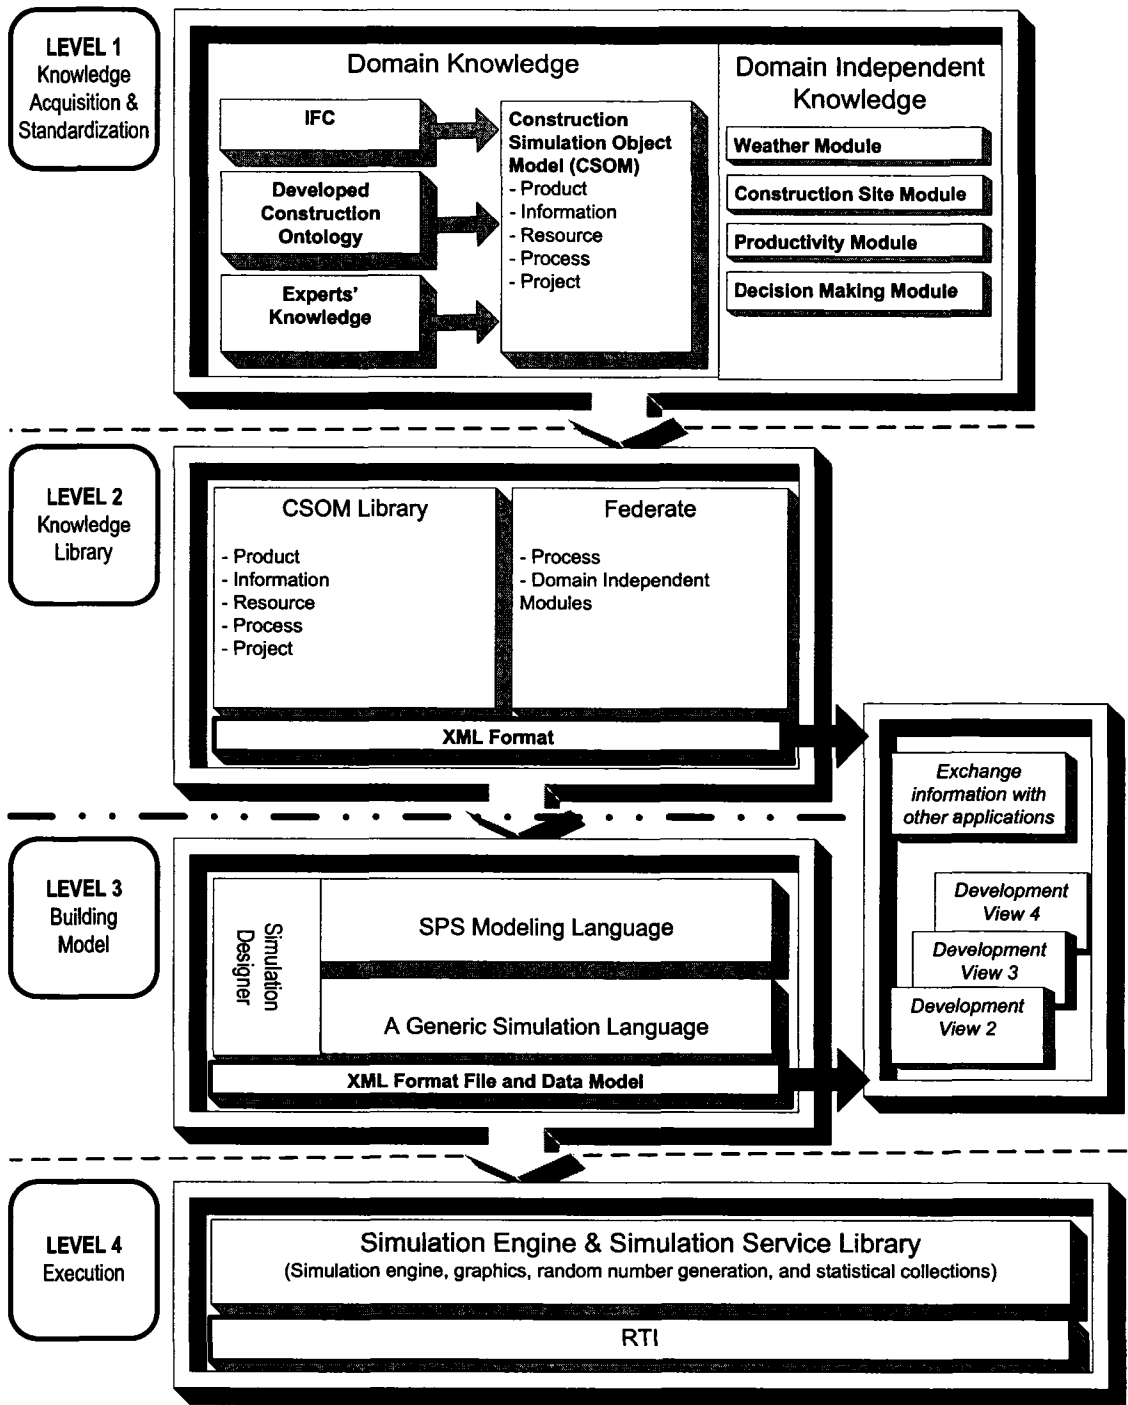 LEVEL 1
Knowledge
Acquisition &
Standardization
Domain Knowledge
IFC
Developed
Construction
Ontology
Experts'
Knowledge
Construction
Simulation Object
Model (CSOM)
- Product
- Information
- Resource
- Process
- Project
Domain Independent
Knowledge
Weather Module
Construction Site Module
Productivity Module
Decision Making Module
LEVEL 2
Knowledge
Library
CSOM Library
- Product
- Information
- Resource
- Process
- Project
Federate
- Process
- Domain Independent
Modules
XML Format
Exchange
information with
other applications
Development
View 4
Development
View 3
Development
View 2
LEVEL 3
Building
Model
Simulation
Designer
SPS Modeling Language
A Generic Simulation Language
XML Format File and Data Model
LEVEL 4
Execution
Simulation Engine & Simulation Service Library
(Simulation engine, graphics, random number generation, and statistical collections)
RTI